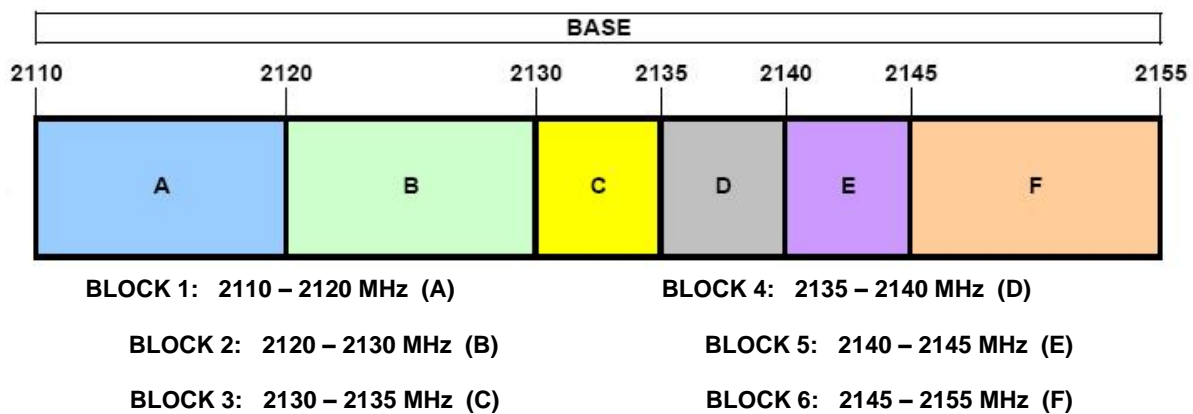 BASE
2110 2120 2130 2135 2140 2145 2155
A B C D E F
BLOCK 1: 2110 – 2120 MHz (A) BLOCK 4: 2135 – 2140 MHz (D)
BLOCK 2: 2120 – 2130 MHz (B) BLOCK 5: 2140 – 2145 MHz (E)
BLOCK 3: 2130 – 2135 MHz (C) BLOCK 6: 2145 – 2155 MHz (F)